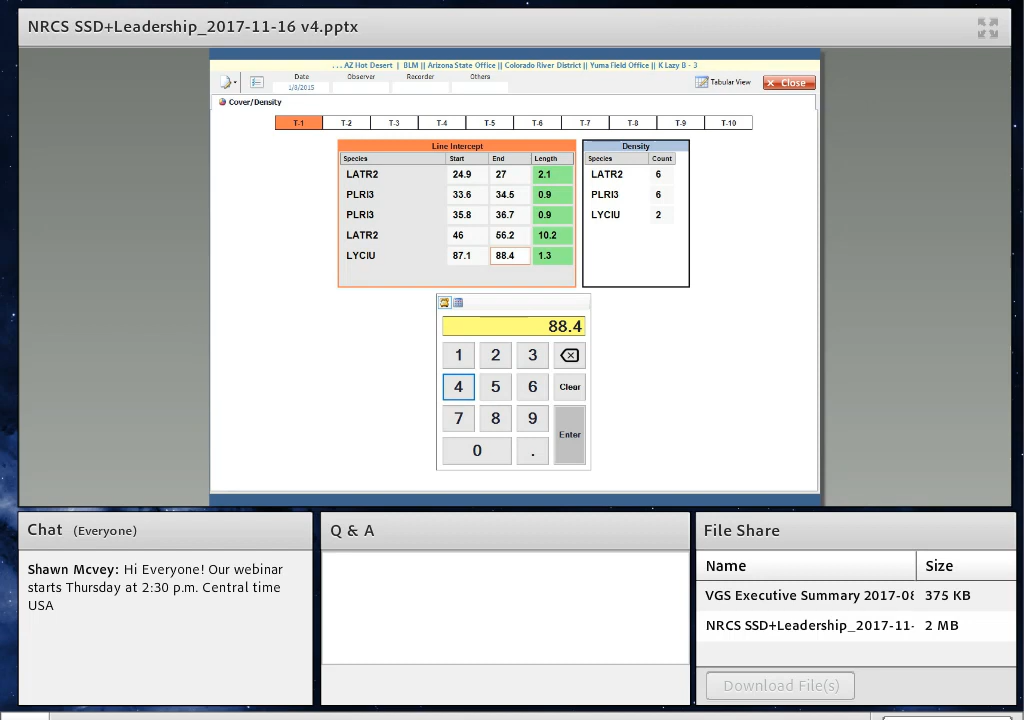 NRCS SSD+Leadership_2017-11-16 v4.pptx
... AZ Hot Desert | BLM || Arizona State Office || Colorado River District || Yuma Field Office || K Lazy B - 3
Date Observer Recorder Others
1/8/2015
Tabular View
Close
Cover/Density
T-1 T-2 T-3 T-4 T-5 T-6 T-7 T-8 T-9 T-10
Line Intercept
Species Start End Length
LATR2 24.9 27 2.1
PLRI3 33.6 34.5 0.9
PLRI3 35.8 36.7 0.9
LATR2 46 56.2 10.2
LYCIU 87.1 88.4 1.3
Density
Species Count
LATR2 6
PLRI3 6
LYCIU 2
88.4
1 2 3
4 5 6 Clear
7 8 9 Enter
0 .
Chat (Everyone)
Shawn Mcvey: Hi Everyone! Our webinar
starts Thursday at 2:30 p.m. Central time
USA
Q & A
File Share
Name Size
VGS Executive Summary 2017-08 375 KB
NRCS SSD+Leadership_2017-11- 2 MB
Download File(s)